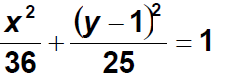 x²/36 + (y − 1)²/25 = 1